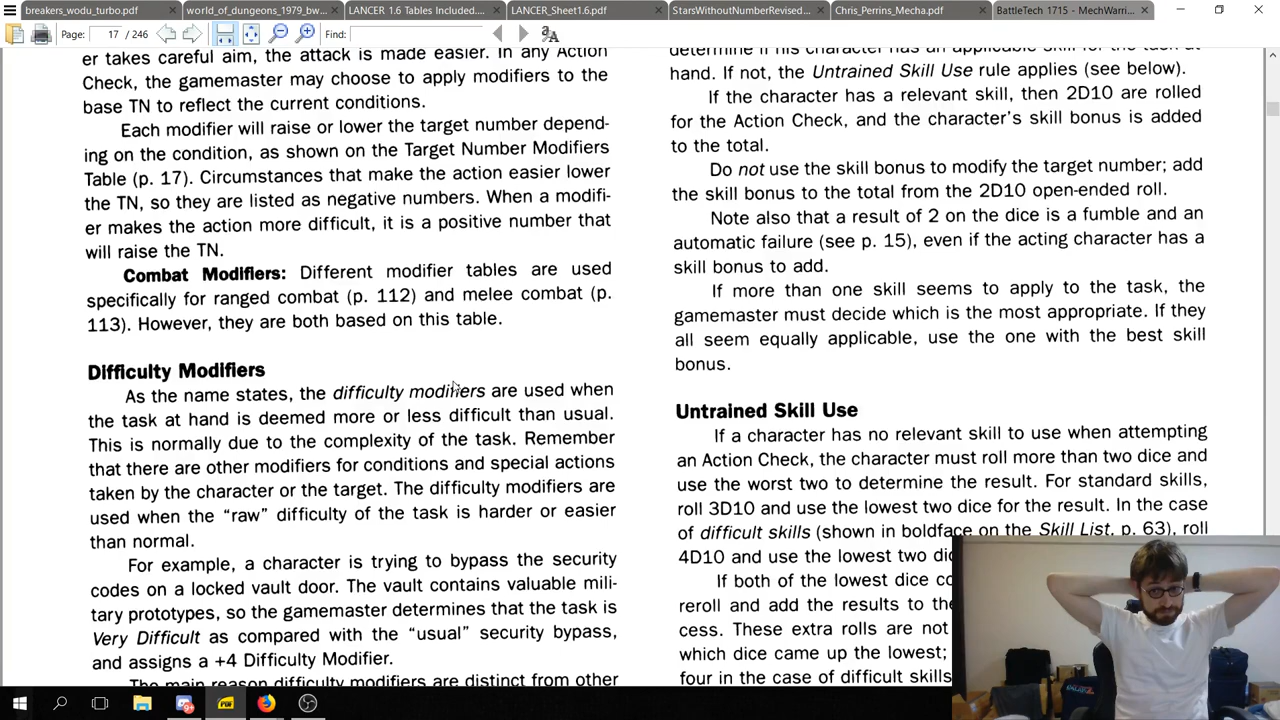 breakers_wodu_turbo.pdf
world_of_dungeons_1979_bw...
LANCER 1.6 Tables Included....
LANCER_Sheet1.6.pdf
StarsWithoutNumberRevised...
Chris_Perrins_Mecha.pdf
BattleTech 1715 - MechWarri...
Page: 17 / 246
Find:
er takes careful aim, the attack is made easier. In any Action
Check, the gamemaster may choose to apply modifiers to the
base TN to reflect the current conditions.
Each modifier will raise or lower the target number depend-
ing on the condition, as shown on the Target Number Modifiers
Table (p. 17). Circumstances that make the action easier lower
the TN, so they are listed as negative numbers. When a modifi-
er makes the action more difficult, it is a positive number that
will raise the TN.
Combat Modifiers: Different modifier tables are used
specifically for ranged combat (p. 112) and melee combat (p.
113). However, they are both based on this table.
Difficulty Modifiers
As the name states, the difficulty modifiers are used when
the task at hand is deemed more or less difficult than usual.
This is normally due to the complexity of the task. Remember
that there are other modifiers for conditions and special actions
taken by the character or the target. The difficulty modifiers are
used when the “raw” difficulty of the task is harder or easier
than normal.
For example, a character is trying to bypass the security
codes on a locked vault door. The vault contains valuable mili-
tary prototypes, so the gamemaster determines that the task is
Very Difficult as compared with the “usual” security bypass,
and assigns a +4 Difficulty Modifier.
The main reason difficulty modifiers are distinct from other
determine if his character has an applicable skill for the task at
hand. If not, the Untrained Skill Use rule applies (see below).
If the character has a relevant skill, then 2D10 are rolled
for the Action Check, and the character's skill bonus is added
to the total.
Do not use the skill bonus to modify the target number; add
the skill bonus to the total from the 2D10 open-ended roll.
Note also that a result of 2 on the dice is a fumble and an
automatic failure (see p. 15), even if the acting character has a
skill bonus to add.
If more than one skill seems to apply to the task, the
gamemaster must decide which is the most appropriate. If they
all seem equally applicable, use the one with the best skill
bonus.
Untrained Skill Use
If a character has no relevant skill to use when attempting
an Action Check, the character must roll more than two dice and
use the worst two to determine the result. For standard skills,
roll 3D10 and use the lowest two dice for the result. In the case
of difficult skills (shown in boldface on the Skill List, p. 63), roll
4D10 and use the lowest two dic
If both of the lowest dice co
reroll and add the results to the
cess. These extra rolls are not
which dice came up the lowest;
four in the case of difficult skills